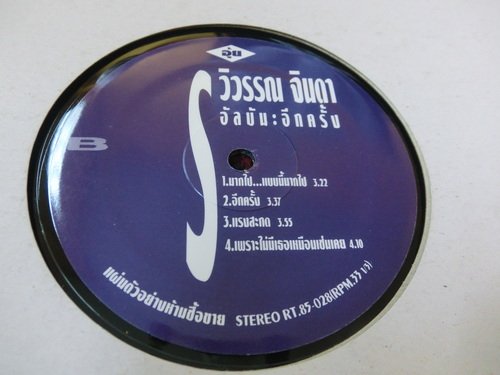 วิวรรณ จินดา
อัลบัม:อีกครั้ง
B
S
1.มากไป...แบบนี้มากไป 3.22
2.อีกครั้ง 3.37
3.แรงสะกด 3.55
4.เพราะไม่มีเธอเหมือนเช่นเคย 4.10
แผ่นตัวอย่างห้ามซื้อขาย STEREO RT.85-028(RPM.33 1/3)